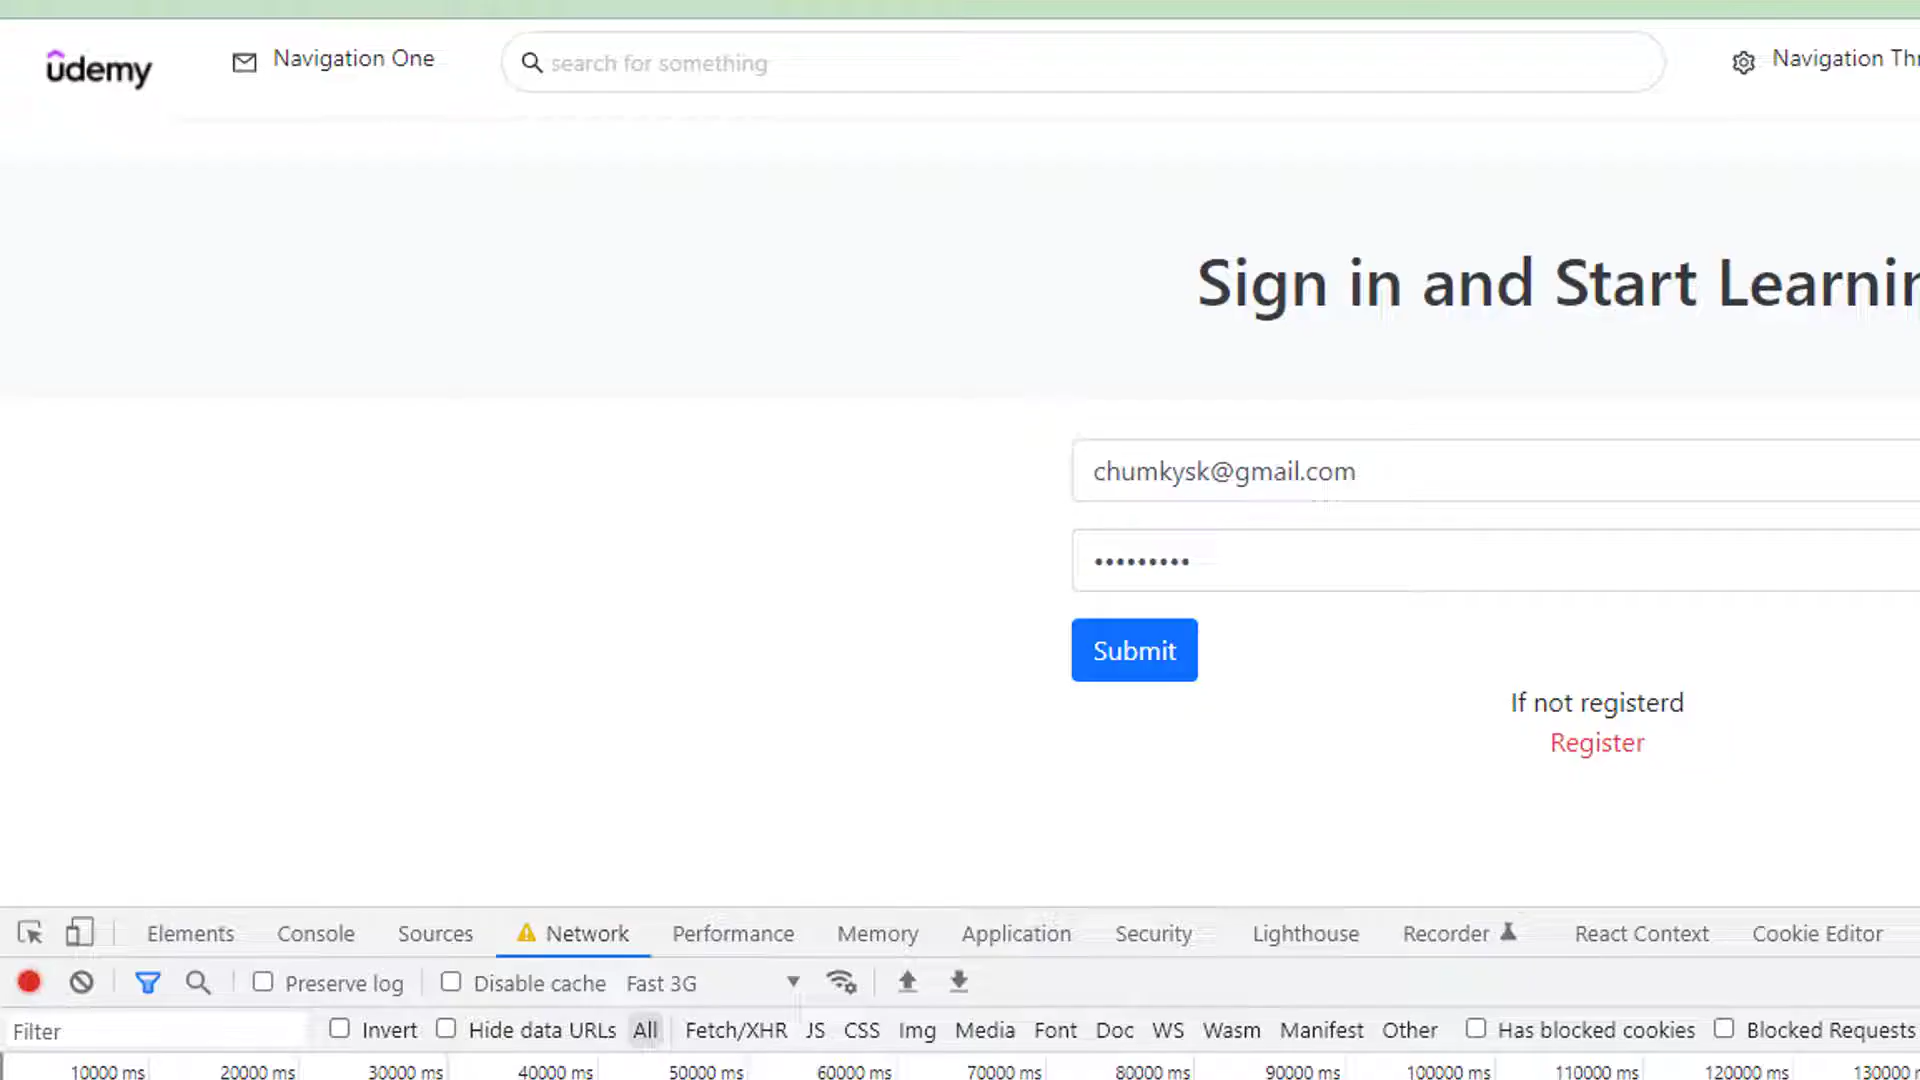 udemy
Navigation One
search for something
Navigation Thr
Sign in and Start Learnin
chumkysk@gmail.com
•••••••••
Submit
If not registerd
Register
Elements Console Sources Network Performance Memory Application Security Lighthouse Recorder React Context Cookie Editor
Preserve log Disable cache Fast 3G
Filter Invert Hide data URLs All Fetch/XHR JS CSS Img Media Font Doc WS Wasm Manifest Other Has blocked cookies Blocked Requests
10000 ms 20000 ms 30000 ms 40000 ms 50000 ms 60000 ms 70000 ms 80000 ms 90000 ms 100000 ms 110000 ms 120000 ms 130000